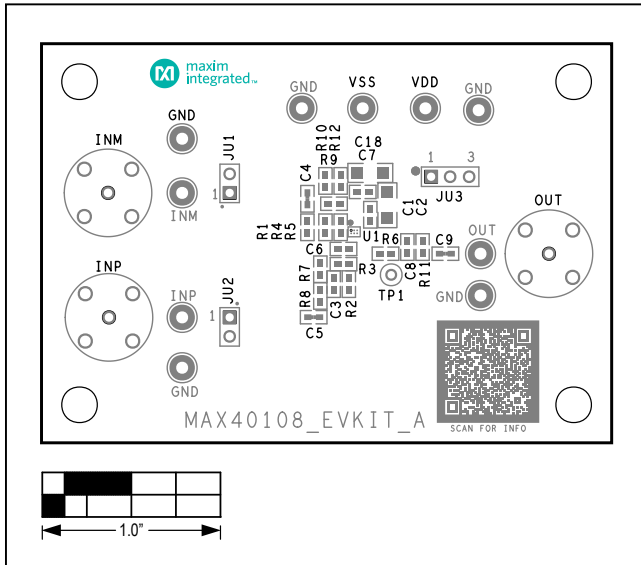 maxim
integrated™
GND
VSS
VDD
GND
GND
INM
JU1
1
INM
R10
R12
R9
C18
C7
C4
1
3
JU3
C1
C2
OUT
R1
R4
R5
U1
R6
C9
OUT
C6
INP
INP
JU2
1
R7
R3
C8
R11
R8
C3
R2
TP1
GND
C5
GND
MAX40108_EVKIT_A
SCAN FOR INFO
1.0”